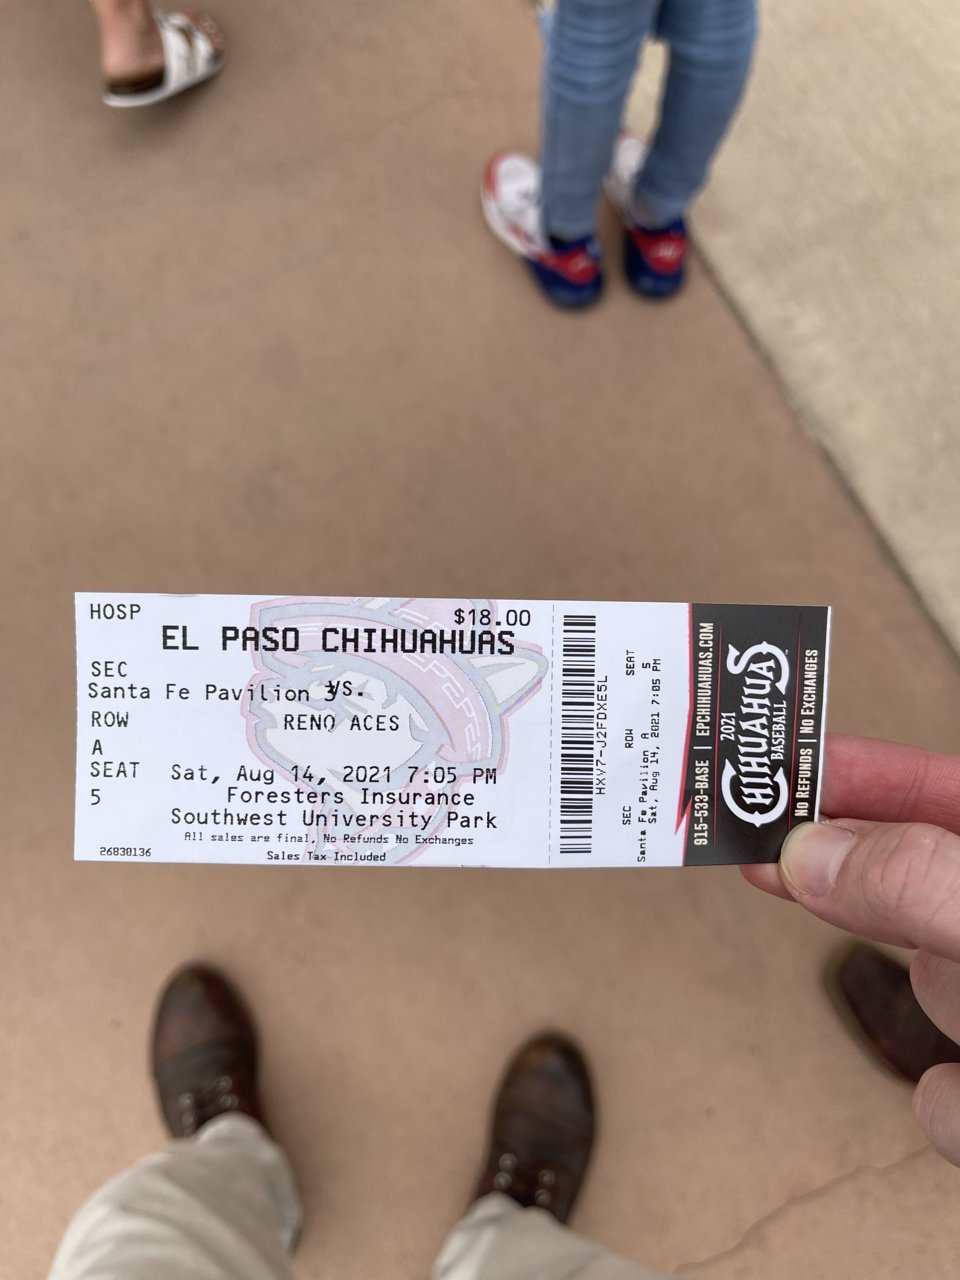 HOSP
$18.00
EL PASO CHIHUAHUAS
SEC
Santa Fe Pavilion 3
vs.
ROW
RENO ACES
A
SEAT
Sat, Aug 14, 2021 7:05 PM
5
Foresters Insurance
Southwest University Park
All sales are final, No Refunds No Exchanges
26830136
Sales Tax Included
HXV7-J2FDXE5L
SEC ROW SEAT
Santa Fe Pavilion A 5
Sat, Aug 14, 2021 7:05 PM
915-533-BASE | EPCHIHUAHUAS.COM
2021
CHIHUAHUAS
BASEBALL
NO REFUNDS | NO EXCHANGES